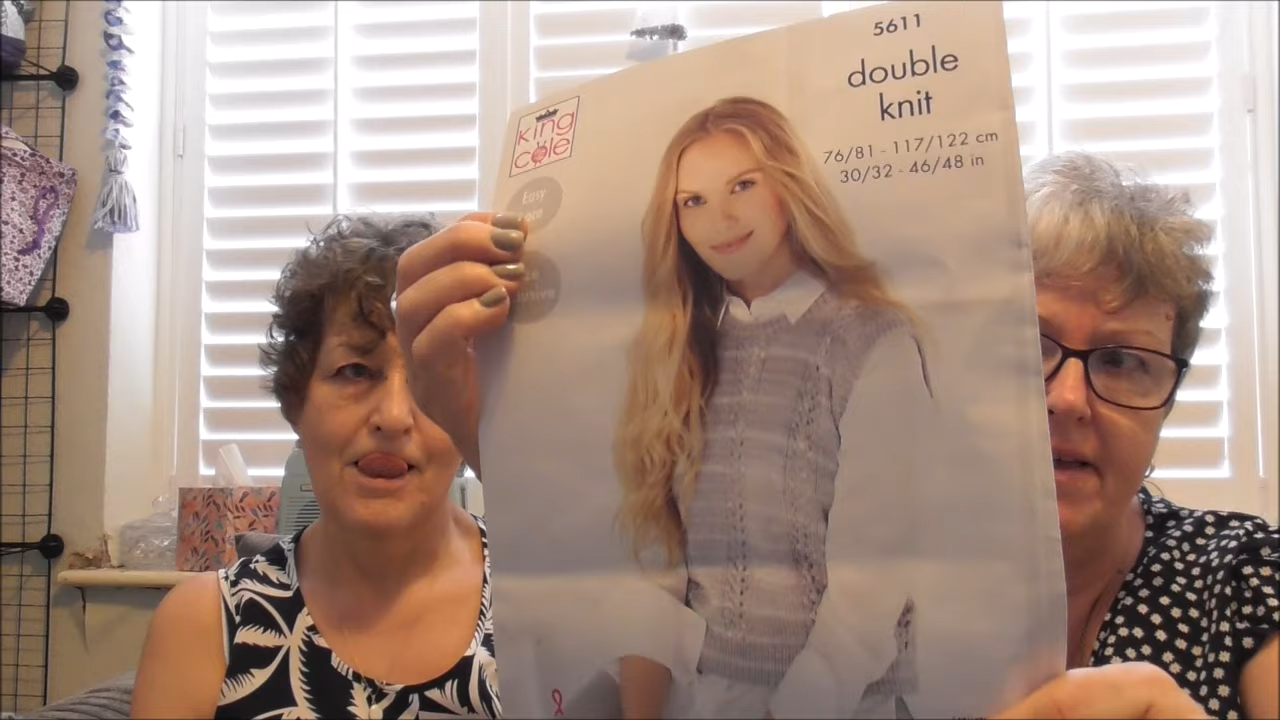 5611
double
knit
76/81 - 117/122 cm
30/32 - 46/48 in
king
cole
Easy